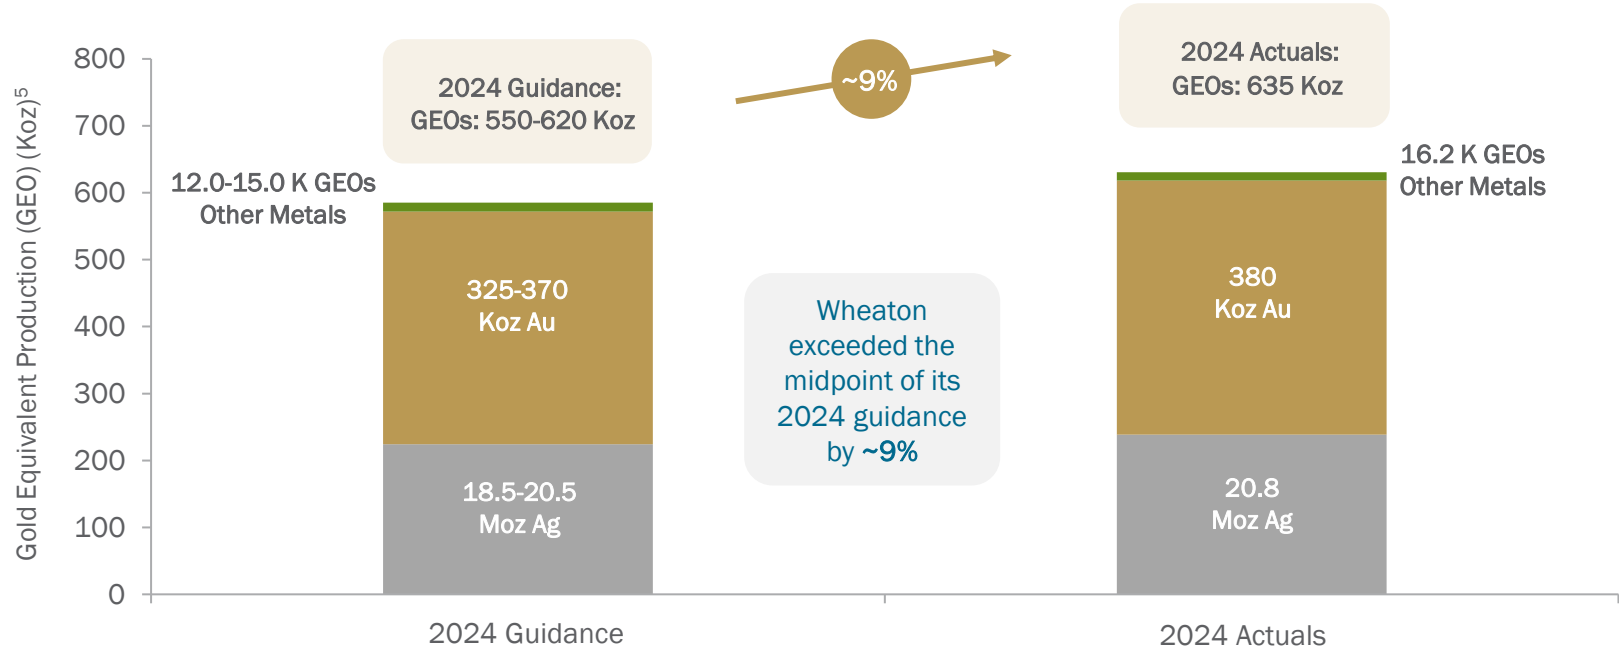 Gold Equivalent Production (GEO) (Koz)⁵
800
700
600
500
400
300
200
100
0
2024 Guidance:
GEOs: 550-620 Koz
12.0-15.0 K GEOs
Other Metals
325-370
Koz Au
18.5-20.5
Moz Ag
2024 Guidance
~9%
Wheaton
exceeded the
midpoint of its
2024 guidance
by ~9%
2024 Actuals:
GEOs: 635 Koz
16.2 K GEOs
Other Metals
380
Koz Au
20.8
Moz Ag
2024 Actuals